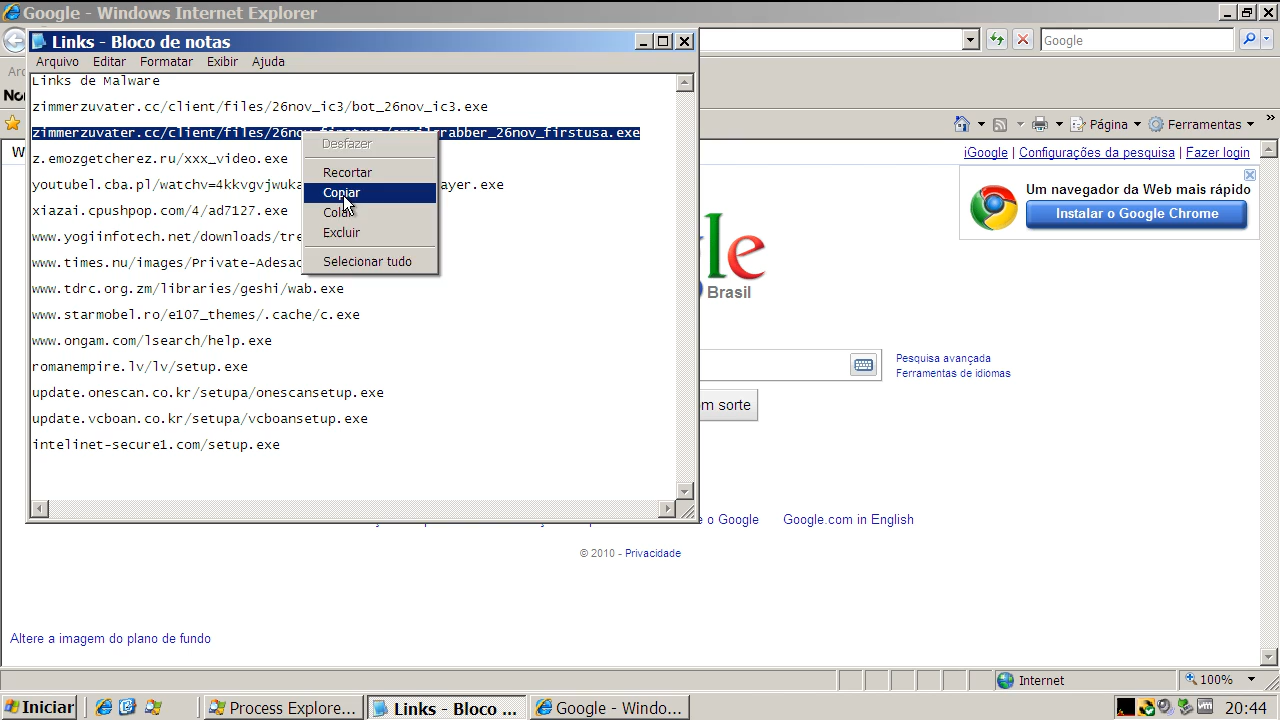 Google - Windows Internet Explorer
Links - Bloco de notas
Google
Arquivo Editar Formatar Exibir Ajuda
Links de Malware
zimmerzuvater.cc/client/files/26nov_ic3/bot_26nov_ic3.exe
zimmerzuvater.cc/client/files/26nov_firstusa/emailgrabber_26nov_firstusa.exe
Desfazer
Recortar
Copiar
Colar
Excluir
Selecionar tudo
z.emozgetcherez.ru/xxx_video.exe
youtubel.cba.pl/watchv=4kkvgvjwuka ayer.exe
xiazai.cpushpop.com/4/ad7127.exe
www.yogiinfotech.net/downloads/tre
www.times.nu/images/Private-Adesao
www.tdrc.org.zm/libraries/geshi/wab.exe
www.starmobel.ro/e107_themes/.cache/c.exe
www.ongam.com/lsearch/help.exe
romanempire.lv/lv/setup.exe
update.onescan.co.kr/setupa/onescansetup.exe
update.vcboan.co.kr/setupa/vcboansetup.exe
intelinet-secure1.com/setup.exe
Página Ferramentas
iGoogle | Configurações da pesquisa | Fazer login
Um navegador da Web mais rápido
Instalar o Google Chrome
le
Brasil
Pesquisa avançada
Ferramentas de idiomas
m sorte
e o Google Google.com in English
© 2010 - Privacidade
Altere a imagem do plano de fundo
Internet 100%
Iniciar Process Explore... Links - Bloco ... Google - Windo... 20:44